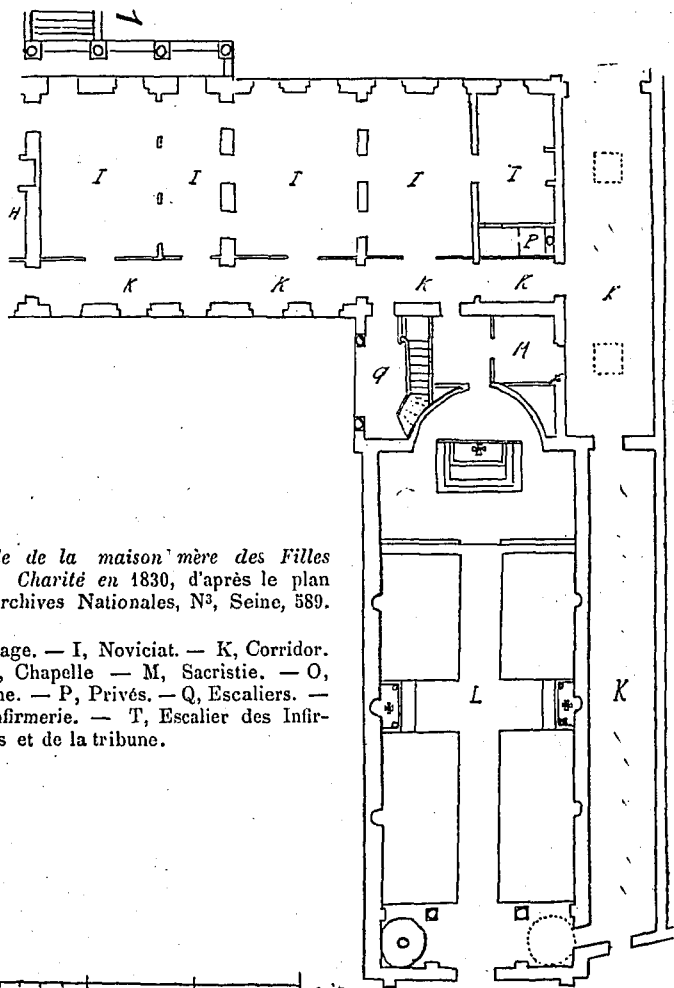 I
I
I
I
I
H
P
K
K
K
K
K
Q
M
L
K
e de la maison mère des Filles
Charité en 1830, d'après le plan
rchives Nationales, N³, Seine, 589.
age. — I, Noviciat. — K, Corridor.
, Chapelle — M, Sacristie. — O,
ne. — P, Privés. — Q, Escaliers. —
firmerie. — T, Escalier des Infir-
s et de la tribune.